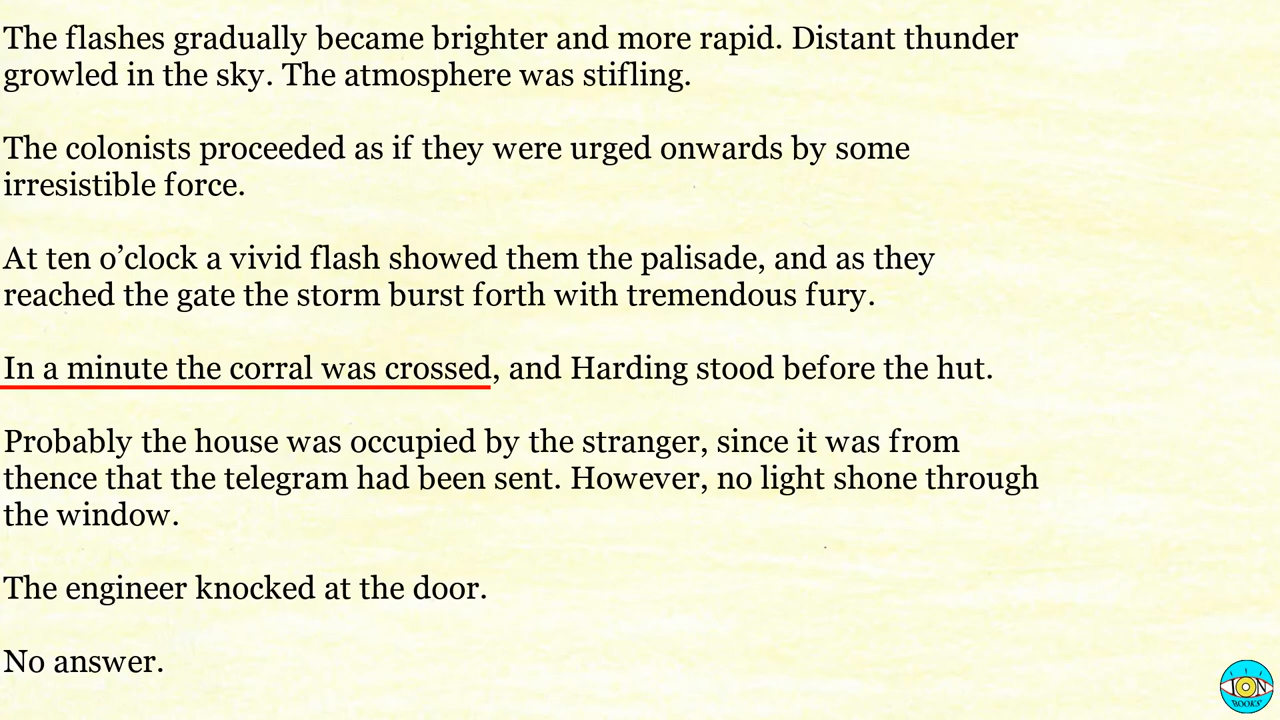 The flashes gradually became brighter and more rapid. Distant thunder
growled in the sky. The atmosphere was stifling.
The colonists proceeded as if they were urged onwards by some
irresistible force.
At ten o’clock a vivid flash showed them the palisade, and as they
reached the gate the storm burst forth with tremendous fury.
In a minute the corral was crossed, and Harding stood before the hut.
Probably the house was occupied by the stranger, since it was from
thence that the telegram had been sent. However, no light shone through
the window.
The engineer knocked at the door.
No answer.
ION
BOOKS